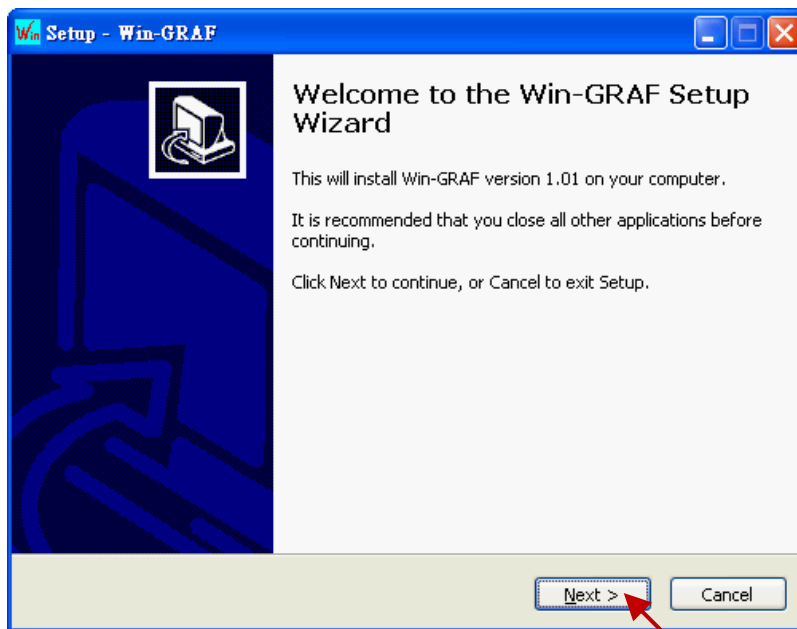 Win Setup - Win-GRAF
Welcome to the Win-GRAF Setup
Wizard
This will install Win-GRAF version 1.01 on your computer.
It is recommended that you close all other applications before
continuing.
Click Next to continue, or Cancel to exit Setup.
Next >
Cancel